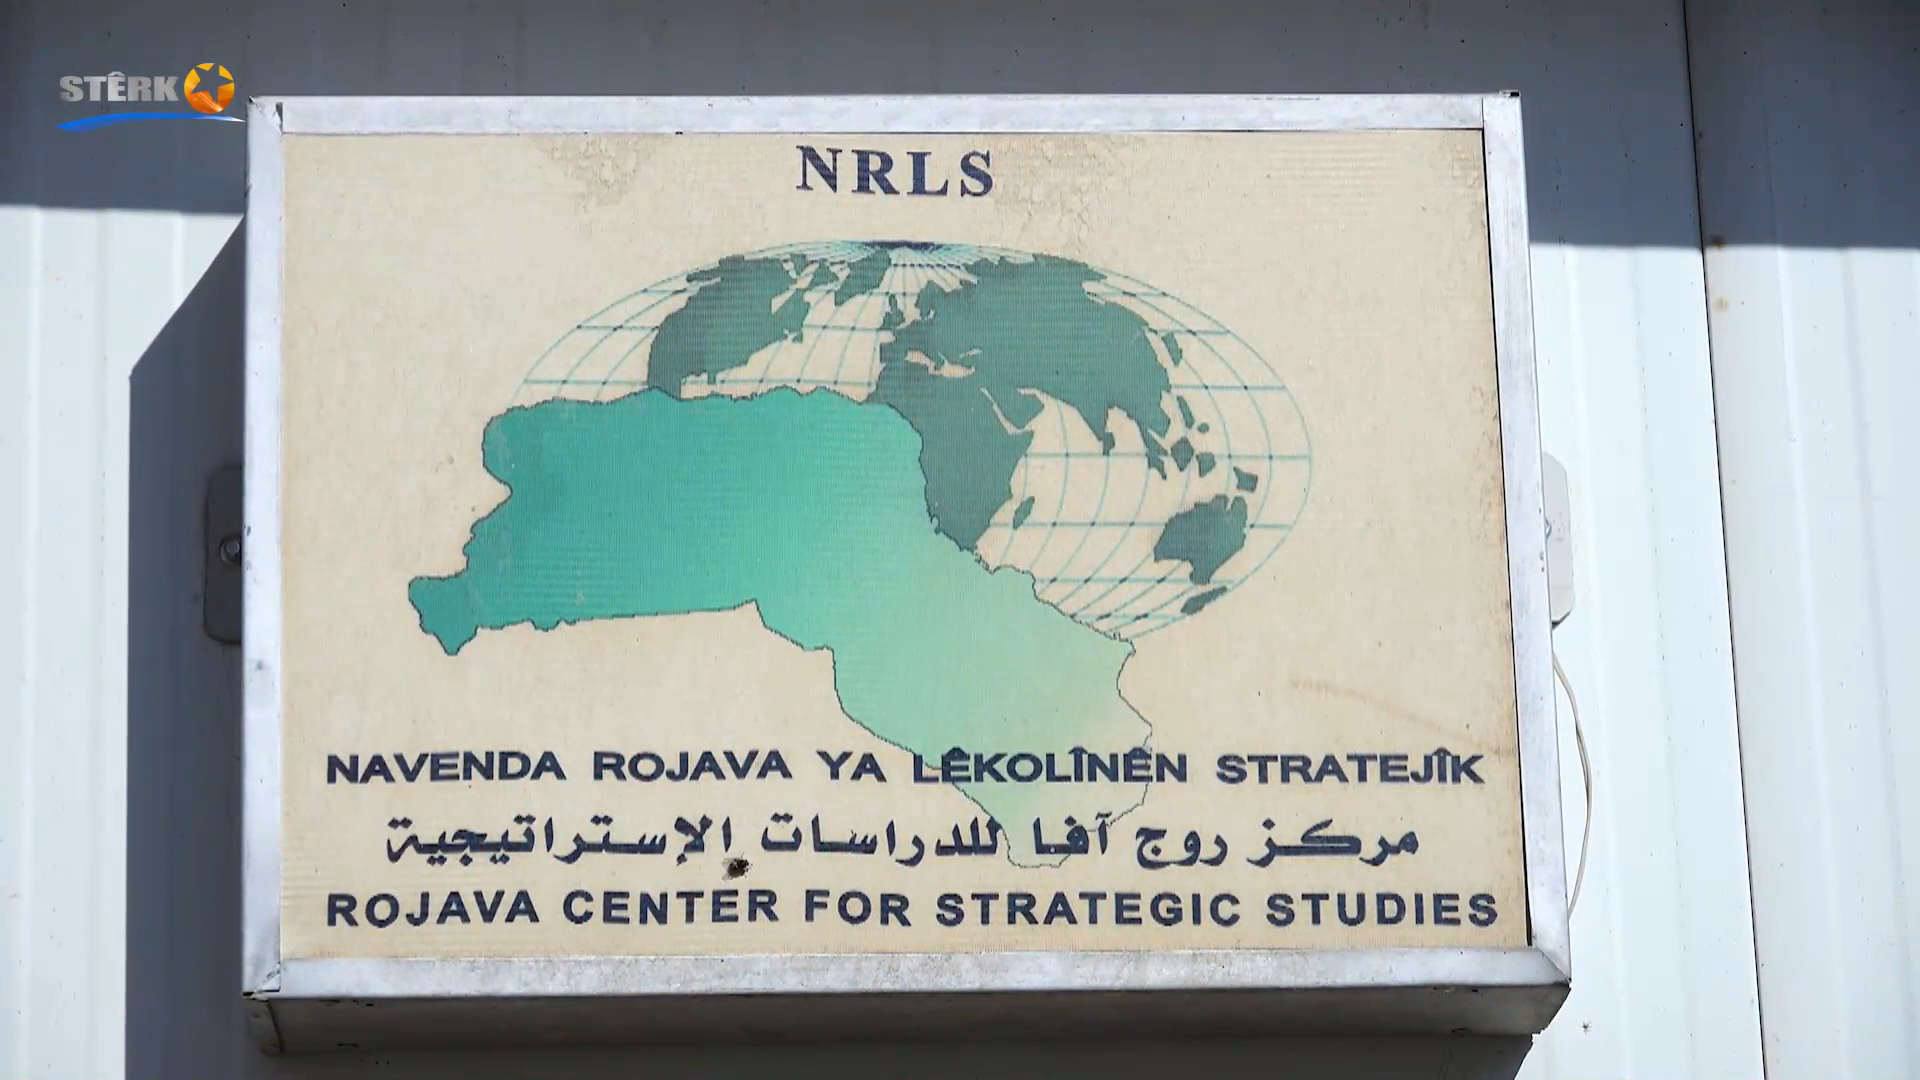 STÊRK
NRLS
NAVENDA ROJAVA YA LÊKOLÎNÊN STRATEJÎK
مركز روج آفا للدراسات الإستراتيجية
ROJAVA CENTER FOR STRATEGIC STUDIES